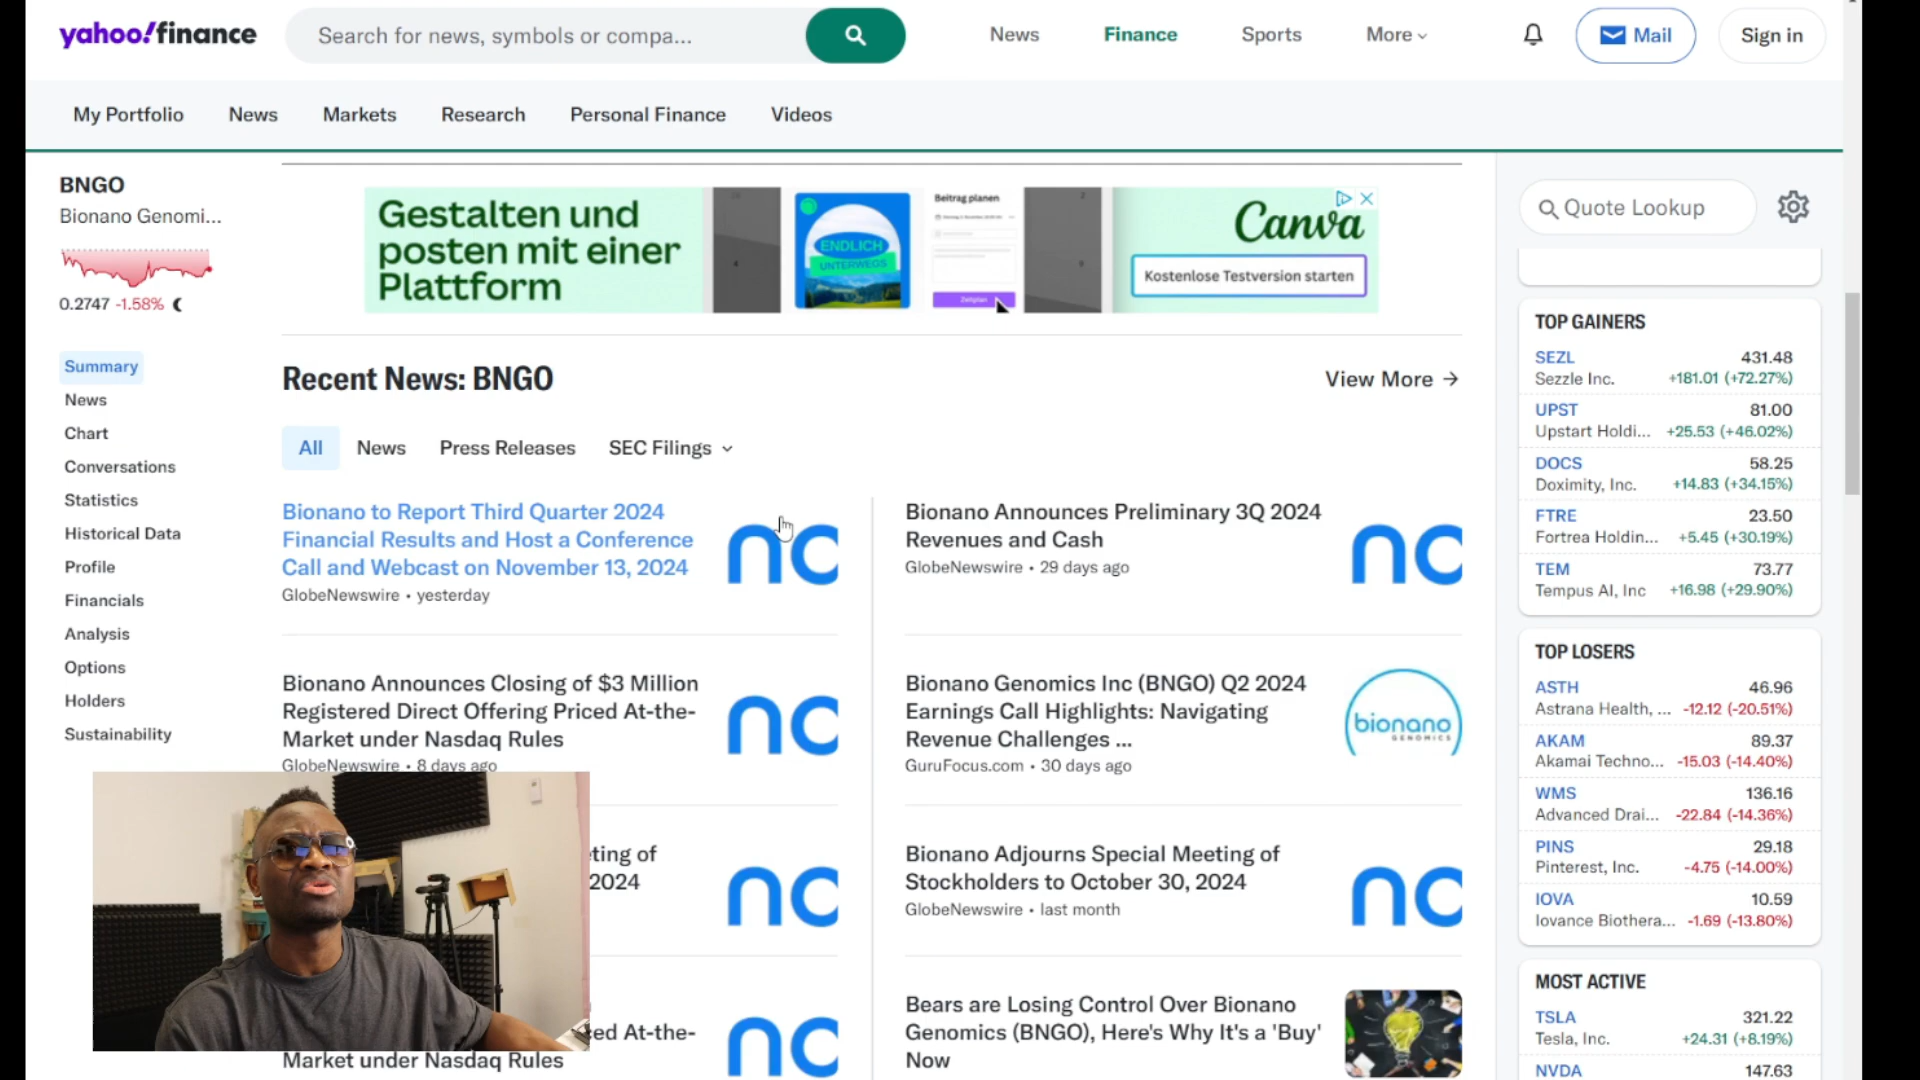 yahoo!finance
Search for news, symbols or compa...
News
Finance
Sports
More
Mail
Sign in
My Portfolio
News
Markets
Research
Personal Finance
Videos
BNGO
Bionano Genomi...
0.2747 -1.58%
Summary
News
Chart
Conversations
Statistics
Historical Data
Profile
Financials
Analysis
Options
Holders
Sustainability
Gestalten und
posten mit einer
Plattform
ENDLICH
UNTERWEGS
Beitrag planen
Zeitplan
Canva
Kostenlose Testversion starten
Recent News: BNGO
View More
All
News
Press Releases
SEC Filings
Bionano to Report Third Quarter 2024
Financial Results and Host a Conference
Call and Webcast on November 13, 2024
GlobeNewswire • yesterday
Bionano Announces Closing of $3 Million
Registered Direct Offering Priced At-the-
Market under Nasdaq Rules
GlobeNewswire • 8 days ago
ting of
2024
ced At-the-
Market under Nasdaq Rules
Bionano Announces Preliminary 3Q 2024
Revenues and Cash
GlobeNewswire • 29 days ago
Bionano Genomics Inc (BNGO) Q2 2024
Earnings Call Highlights: Navigating
Revenue Challenges ...
GuruFocus.com • 30 days ago
bionano
GENOMICS
Bionano Adjourns Special Meeting of
Stockholders to October 30, 2024
GlobeNewswire • last month
Bears are Losing Control Over Bionano
Genomics (BNGO), Here's Why It's a 'Buy'
Now
Quote Lookup
TOP GAINERS
SEZL 431.48
Sezzle Inc. +181.01 (+72.27%)
UPST 81.00
Upstart Holdi... +25.53 (+46.02%)
DOCS 58.25
Doximity, Inc. +14.83 (+34.15%)
FTRE 23.50
Fortrea Holdin... +5.45 (+30.19%)
TEM 73.77
Tempus AI, Inc +16.98 (+29.90%)
TOP LOSERS
ASTH 46.96
Astrana Health, ... -12.12 (-20.51%)
AKAM 89.37
Akamai Techno... -15.03 (-14.40%)
WMS 136.16
Advanced Drai... -22.84 (-14.36%)
PINS 29.18
Pinterest, Inc. -4.75 (-14.00%)
IOVA 10.59
Iovance Biothera... -1.69 (-13.80%)
MOST ACTIVE
TSLA 321.22
Tesla, Inc. +24.31 (+8.19%)
NVDA 147.63